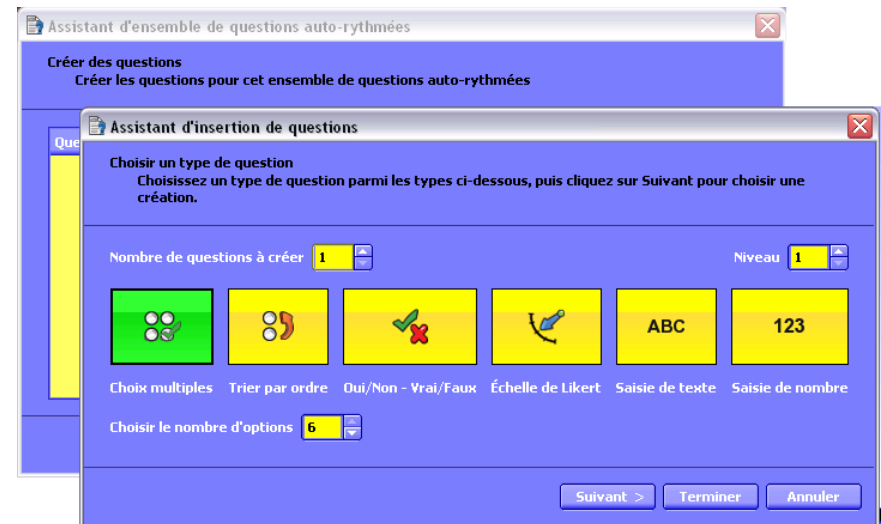 Assistant d'ensemble de questions auto-rythmées
Créer des questions
Créer les questions pour cet ensemble de questions auto-rythmées
Que
Assistant d'insertion de questions
Choisir un type de question
Choisissez un type de question parmi les types ci-dessous, puis cliquez sur Suivant pour choisir une
création.
Nombre de questions à créer 1 Niveau 1
ABC 123
Choix multiples Trier par ordre Oui/Non - Vrai/Faux Échelle de Likert Saisie de texte Saisie de nombre
Choisir le nombre d'options 6
Suivant > Terminer Annuler